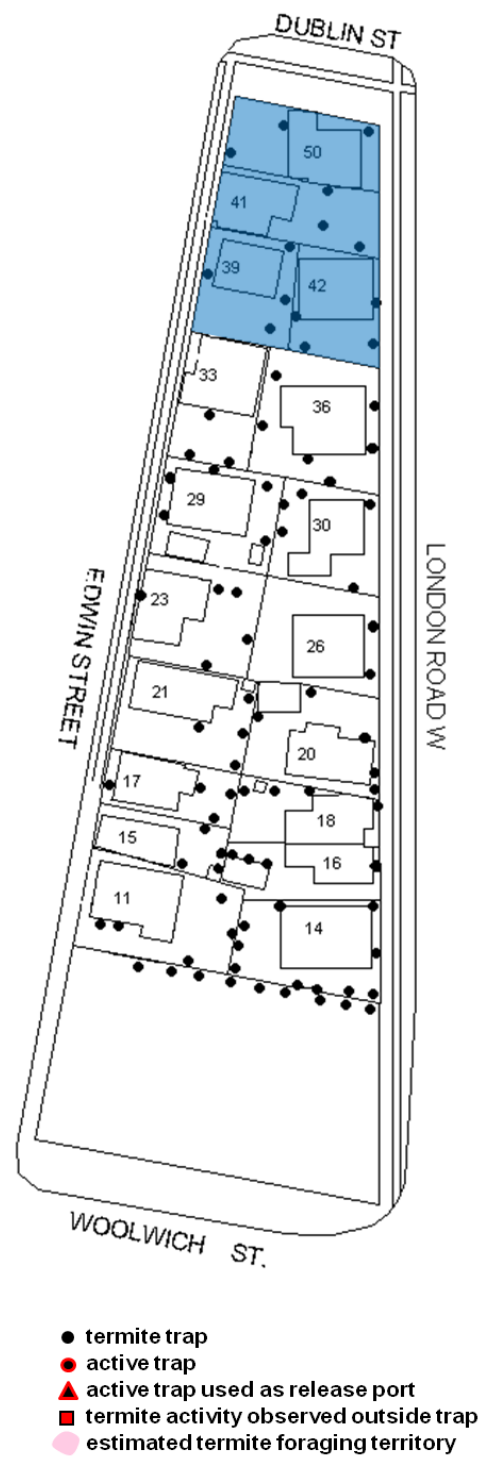 DUBLIN ST
50
41
39
42
33
36
29
30
23
26
21
20
17
18
15
16
11
14
EDWIN STREET
LONDON ROAD W
WOOLWICH ST.
termite trap
active trap
active trap used as release port
termite activity observed outside trap
estimated termite foraging territory